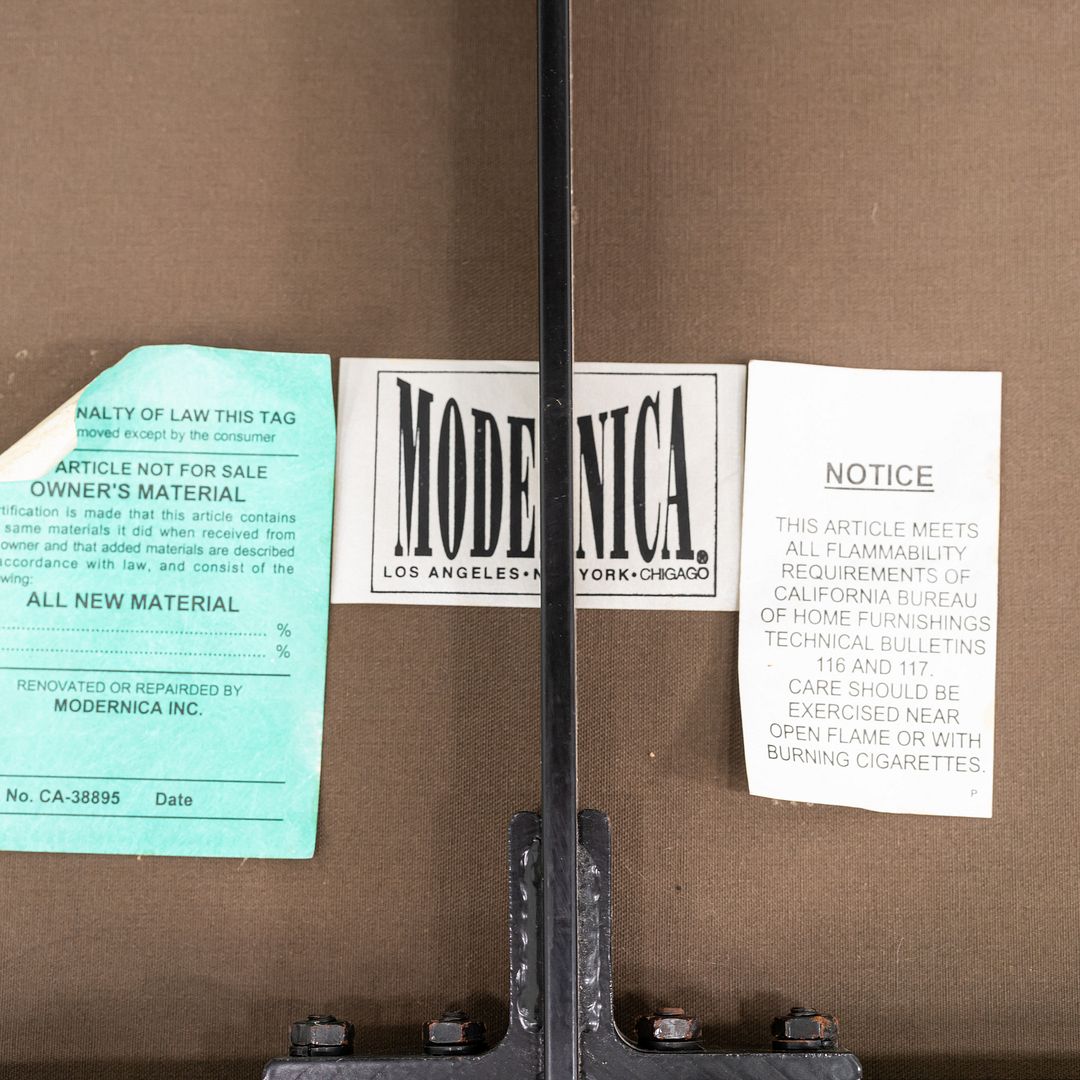 NALTY OF LAW THIS TAG
moved except by the consumer
ARTICLE NOT FOR SALE
OWNER'S MATERIAL
tification is made that this article contains
same materials it did when received from
owner and that added materials are described
accordance with law, and consist of the
wing:
ALL NEW MATERIAL
%
%
RENOVATED OR REPAIRDED BY
MODERNICA INC.
No. CA-38895 Date
MODERNICA®
LOS ANGELES•N YORK•CHIGAGO
NOTICE
THIS ARTICLE MEETS
ALL FLAMMABILITY
REQUIREMENTS OF
CALIFORNIA BUREAU
OF HOME FURNISHINGS
TECHNICAL BULLETINS
116 AND 117.
CARE SHOULD BE
EXERCISED NEAR
OPEN FLAME OR WITH
BURNING CIGARETTES.
P